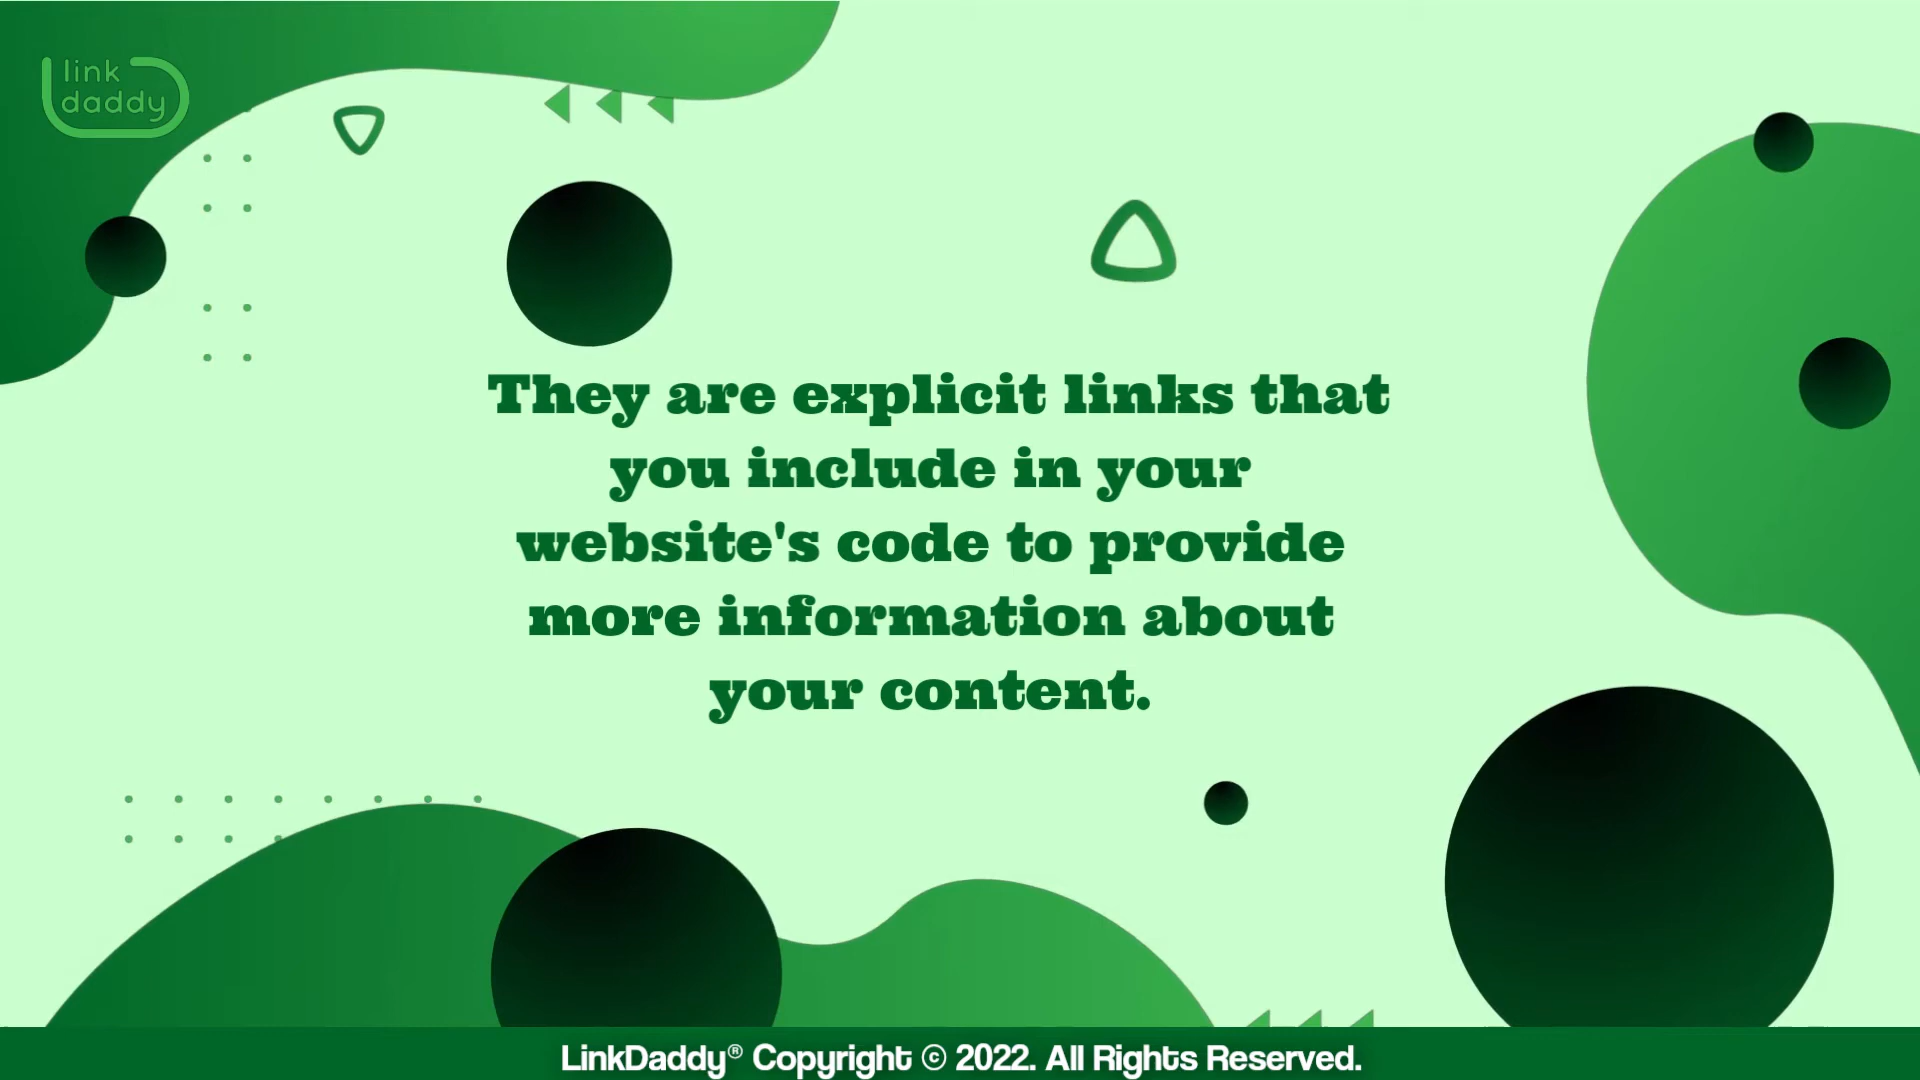 link
daddy
They are explicit links that
you include in your
website's code to provide
more information about
your content.
LinkDaddy® Copyright © 2022. All Rights Reserved.